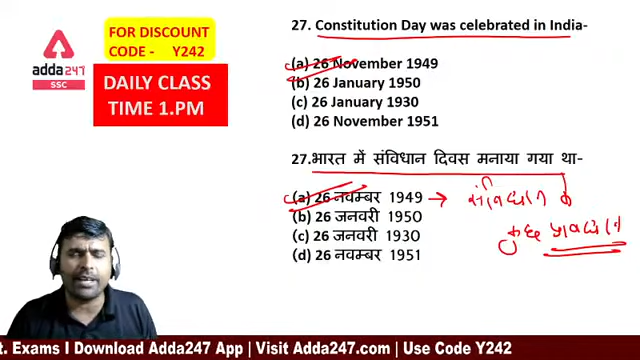 FOR DISCOUNT
CODE - Y242
adda247
SSC
DAILY CLASS
TIME 1.PM
27. Constitution Day was celebrated in India-
(a) 26 November 1949
(b) 26 January 1950
(c) 26 January 1930
(d) 26 November 1951
27.भारत में संविधान दिवस मनाया गया था-
(a) 26 नवम्बर 1949
(b) 26 जनवरी 1950
(c) 26 जनवरी 1930
(d) 26 नवम्बर 1951
संविधान के
कुछ प्रावधान
t. Exams I Download Adda247 App | Visit Adda247.com | Use Code Y242